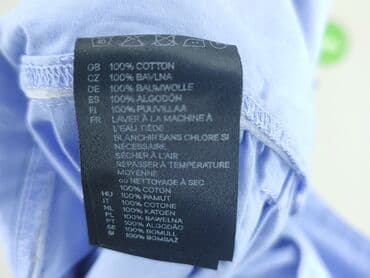 GB 100% COTTON
CZ 100% BAVLNA
DE 100% BAUMWOLLE
ES 100% ALGODÓN
FI 100% PUUVILLAA
FR LAVER À LA MACHINE À
L'EAU TIÈDE
BLANCHIR SANS CHLORE SI
NÉCESSAIRE
SÉCHER À L'AIR
REPASSER À TEMPÉRATURE
MOYENNE
ou NETTOYAGE À SEC
100% COTON
HU 100% PAMUT
IT 100% COTONE
NL 100% KATOEN
PL 100% BAWEŁNA
PT 100% ALGODÃO
SE 100% BOMULL
SI 100% BOMBAŽ